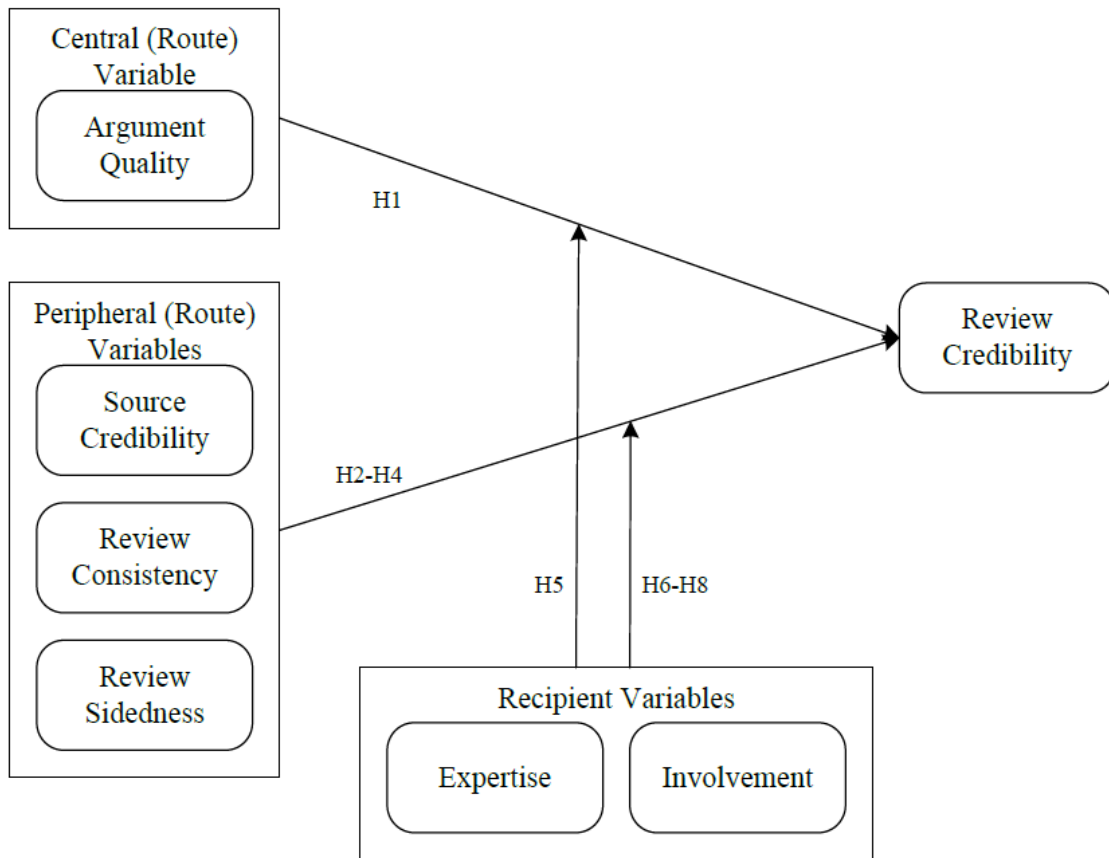 Central (Route)
Variable
Argument
Quality
H1
Peripheral (Route)
Variables
Source
Credibility
Review
Consistency
Review
Sidedness
H2-H4
Review
Credibility
H5
H6-H8
Recipient Variables
Expertise
Involvement